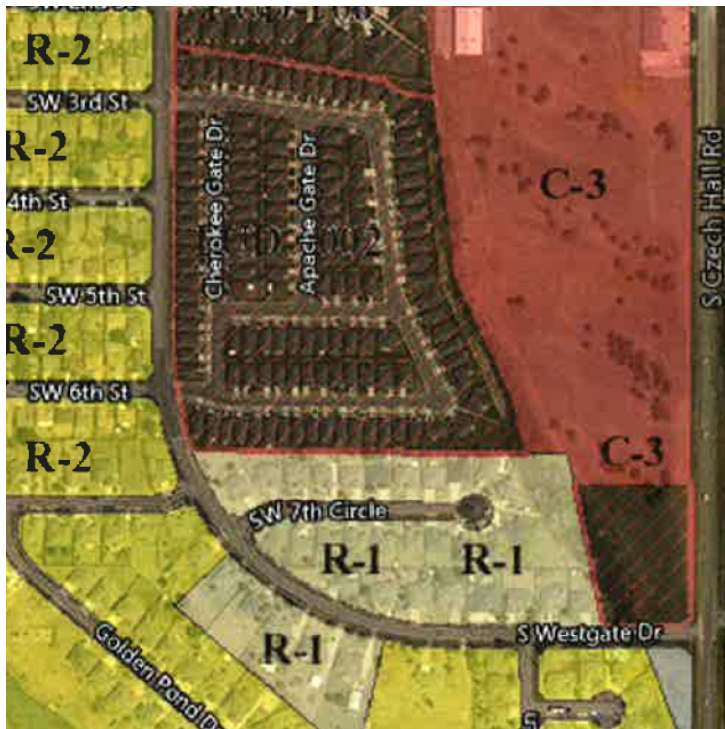 R-2
SW 3rd St
R-2
4th St
R-2
SW 5th St
R-2
SW 6th St
R-2
Cherokee Gate Dr
Apache Gate Dr
C-3
S Czech Hall Rd
C-3
SW 7th Circle
R-1
R-1
R-1
S Westgate Dr
Golden Pond D